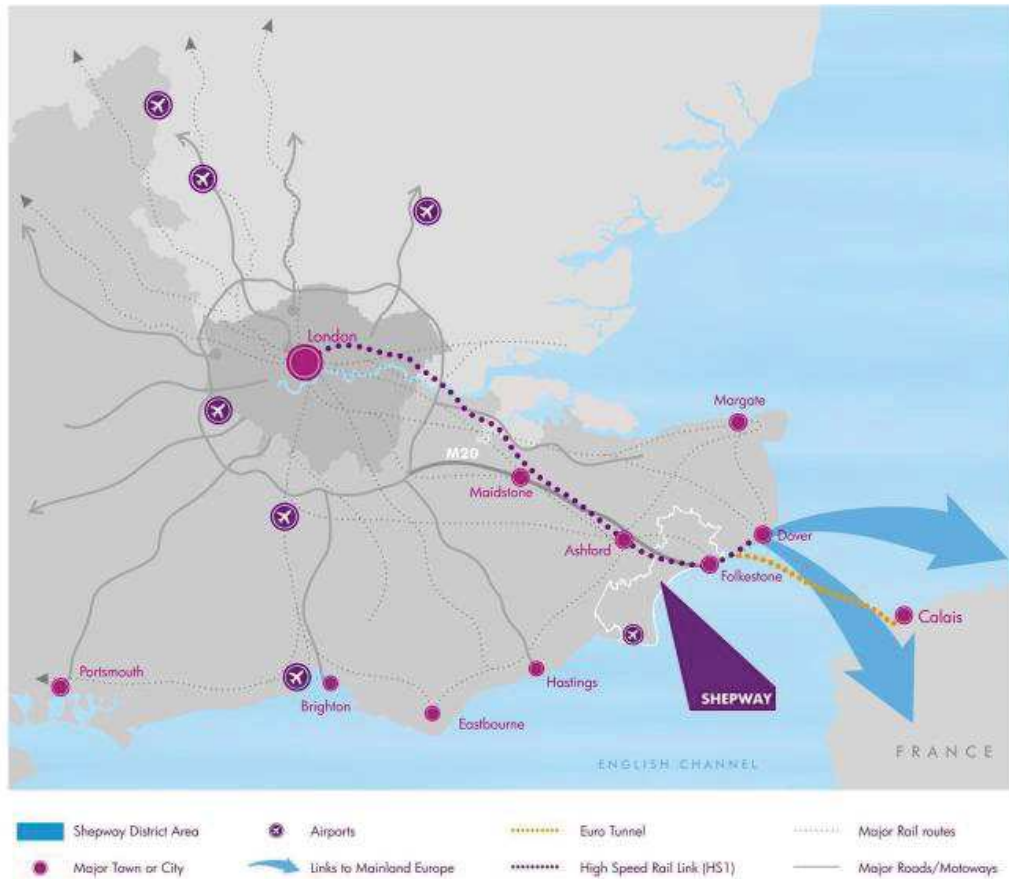 London
Margate
M20
Maidstone
Ashford
Dover
Folkestone
Calais
Portsmouth
Hastings
SHEPWAY
Brighton
Eastbourne
FRANCE
ENGLISH CHANNEL
Shepway District Area
Airports
Euro Tunnel
Major Rail routes
Major Town or City
Links to Mainland Europe
High Speed Rail Link (HS1)
Major Roads/Motoways